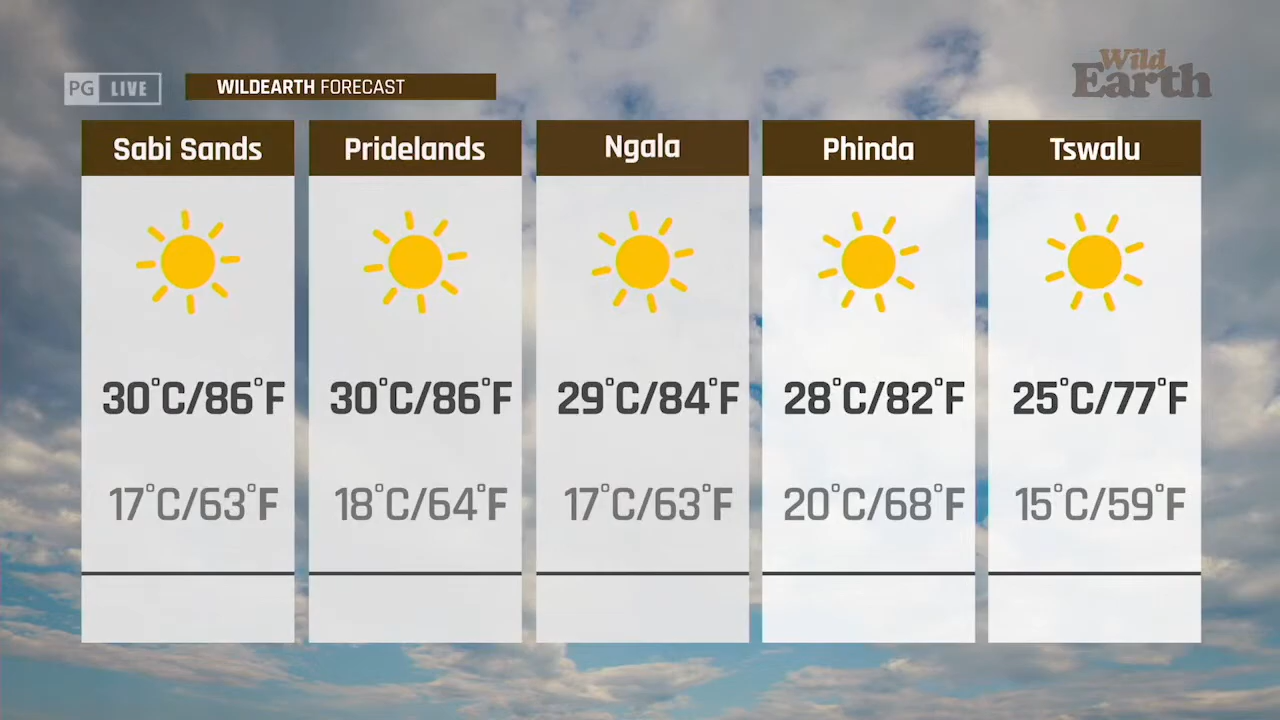 PG LIVE
WILDEARTH FORECAST
Wild
Earth
Sabi Sands
30°C/86°F
17°C/63°F
Pridelands
30°C/86°F
18°C/64°F
Ngala
29°C/84°F
17°C/63°F
Phinda
28°C/82°F
20°C/68°F
Tswalu
25°C/77°F
15°C/59°F